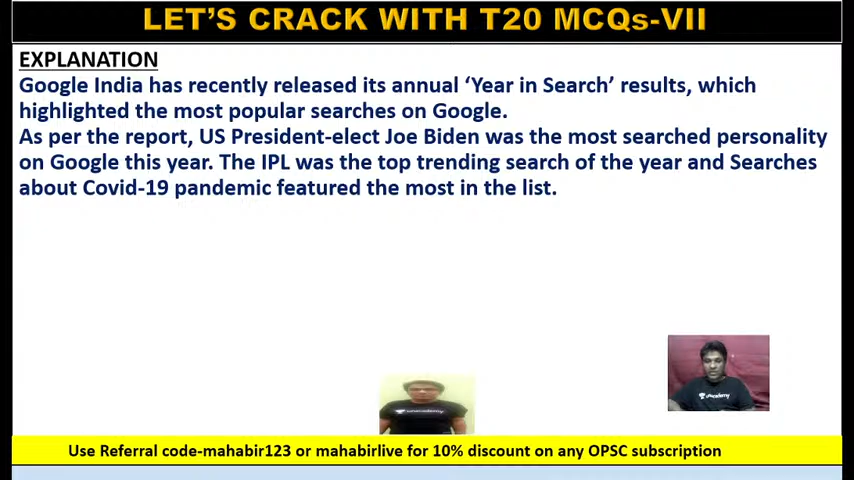 LET'S CRACK WITH T20 MCQs-VII
EXPLANATION
Google India has recently released its annual ‘Year in Search’ results, which
highlighted the most popular searches on Google.
As per the report, US President-elect Joe Biden was the most searched personality
on Google this year. The IPL was the top trending search of the year and Searches
about Covid-19 pandemic featured the most in the list.
unacademy
unacademy
Use Referral code-mahabir123 or mahabirlive for 10% discount on any OPSC subscription